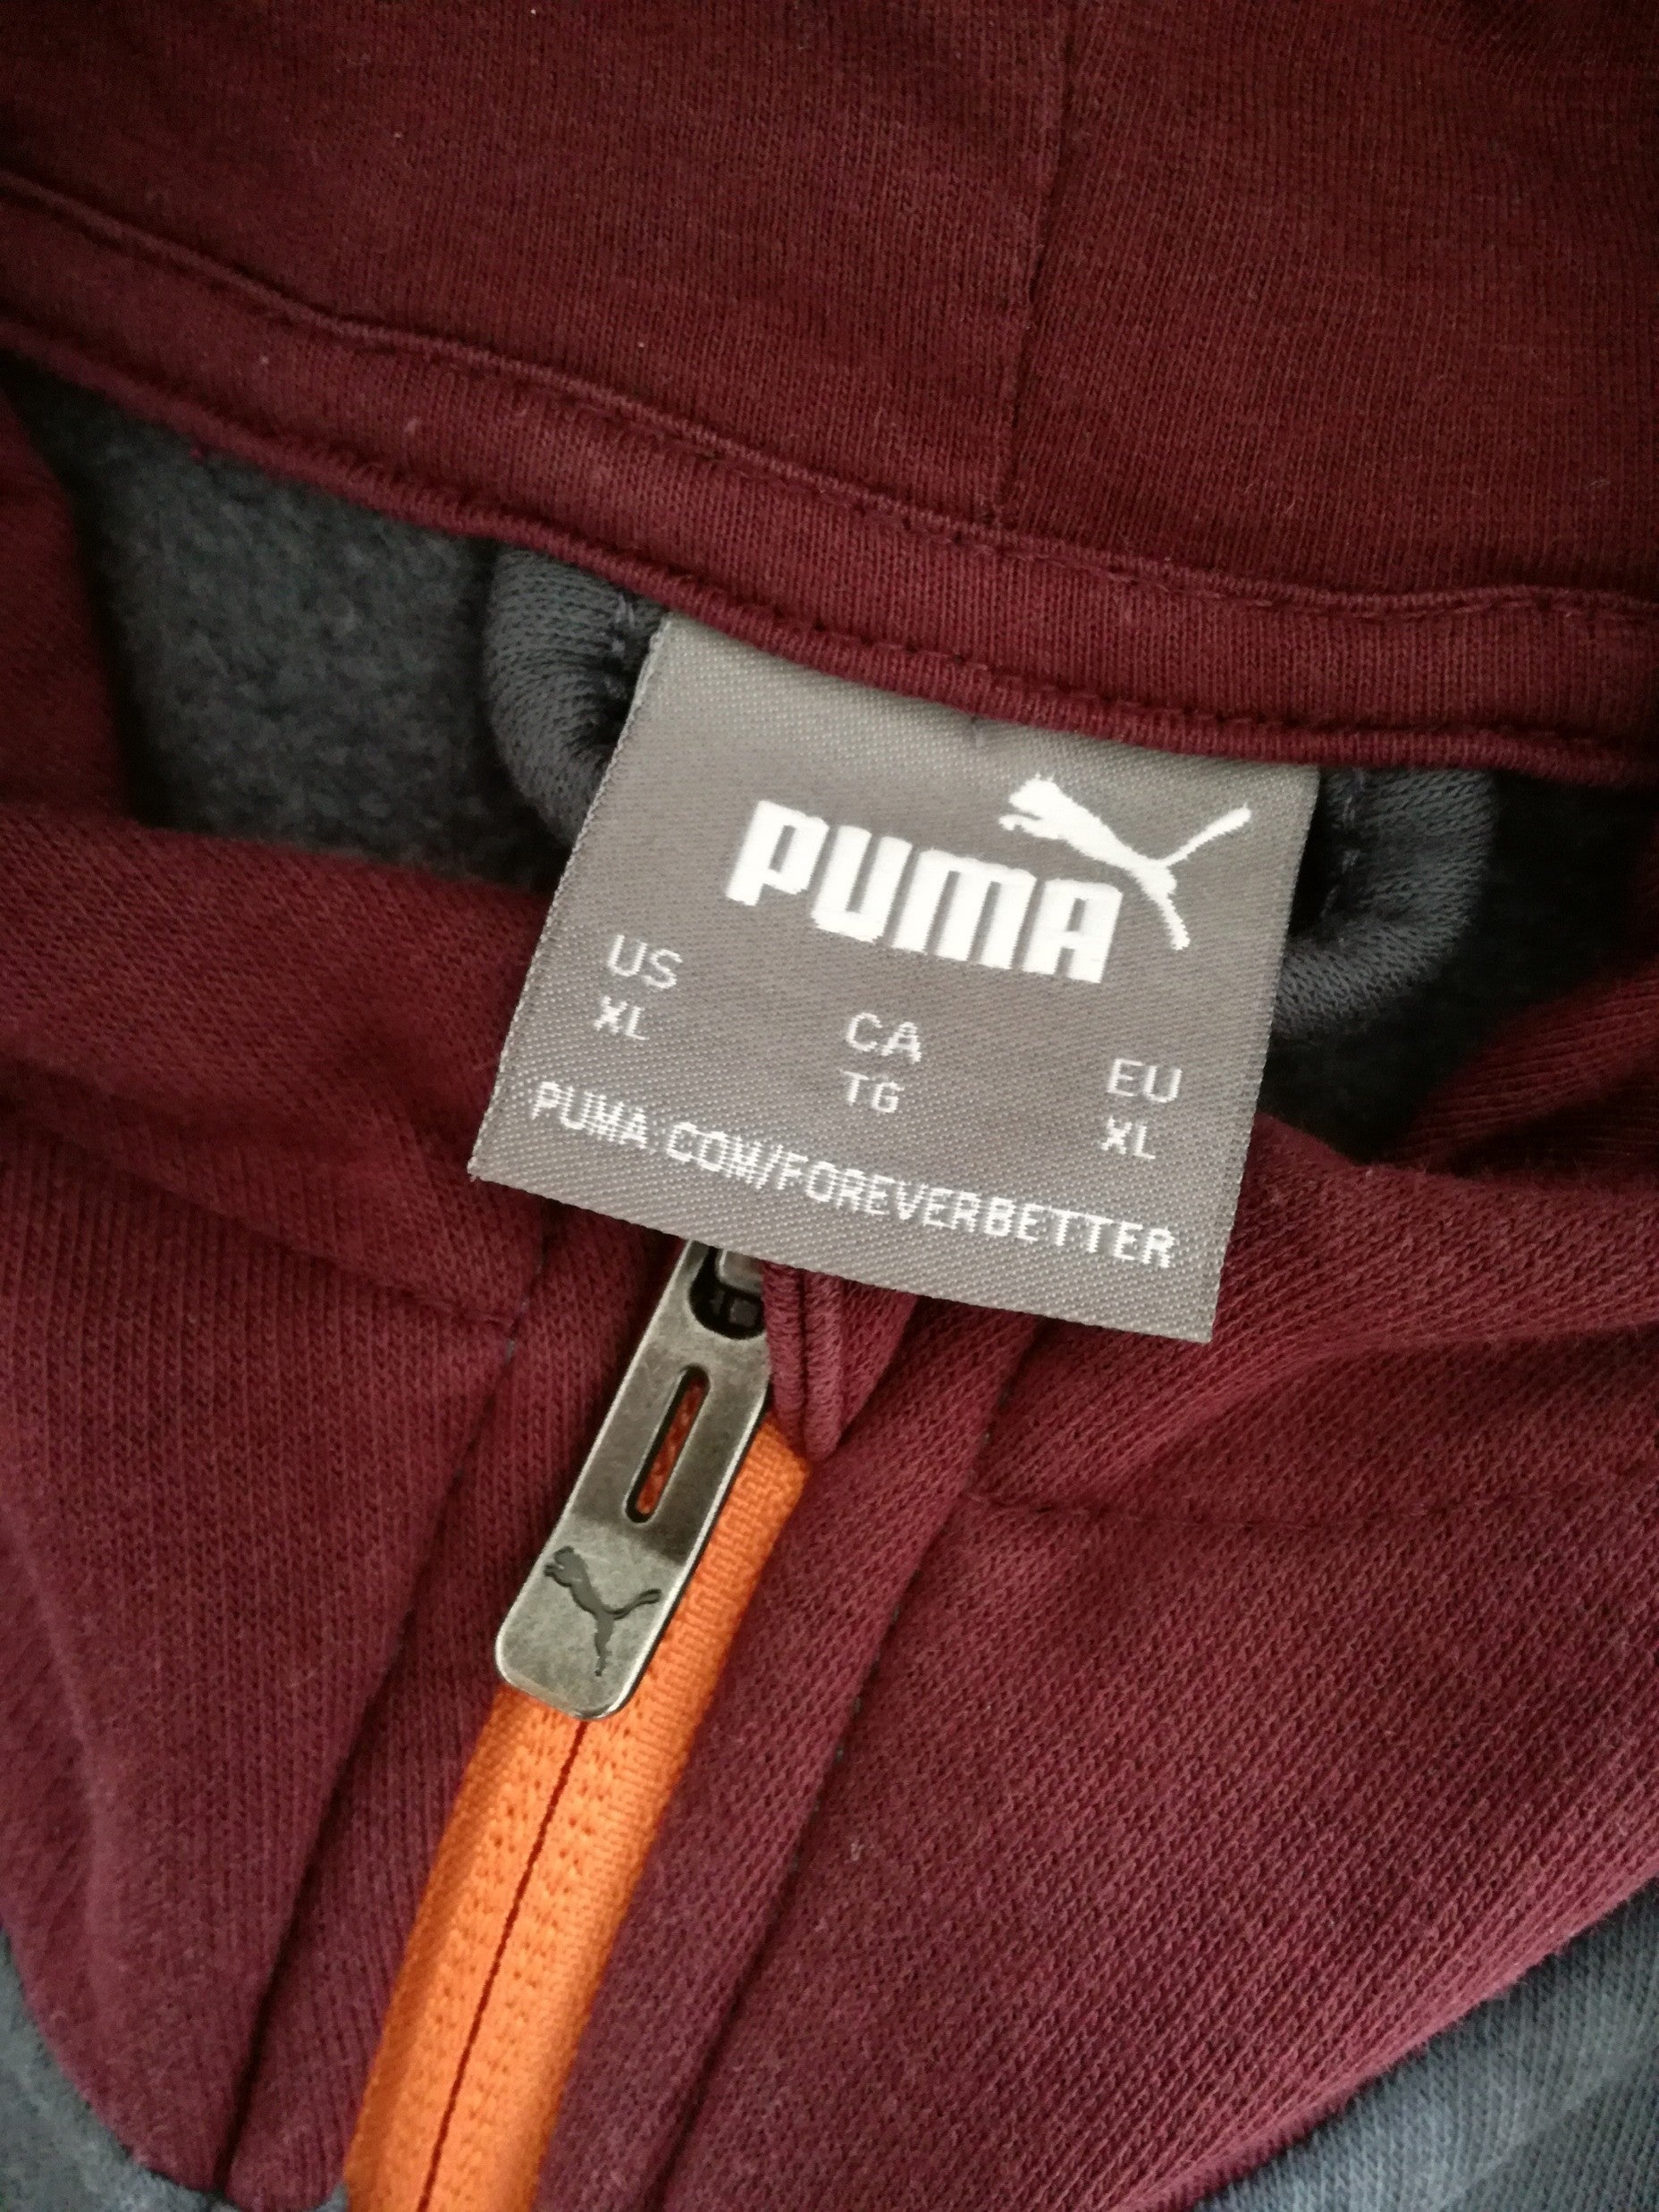 PUMA
US CA EU
XL TG XL
PUMA.COM/FOREVERBETTER